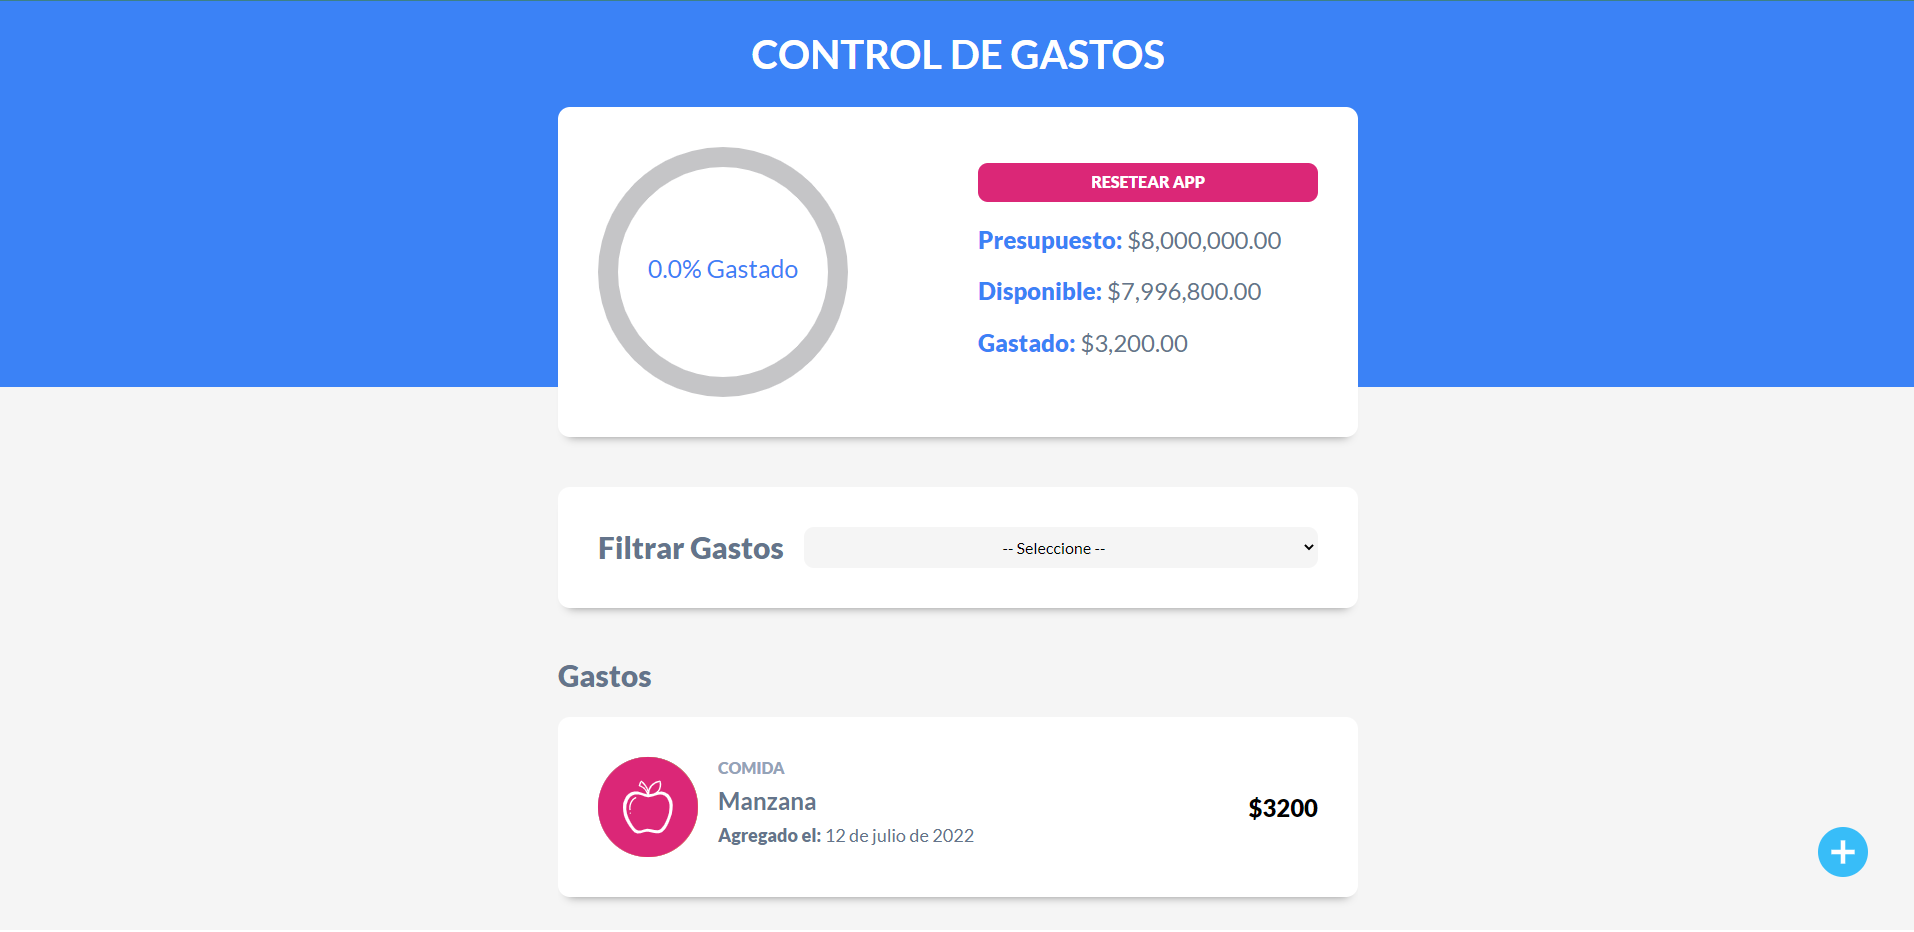 CONTROL DE GASTOS
0.0% Gastado
RESETEAR APP
Presupuesto: $8,000,000.00
Disponible: $7,996,800.00
Gastado: $3,200.00
Filtrar Gastos
-- Seleccione --
Gastos
COMIDA
Manzana
Agregado el: 12 de julio de 2022
$3200